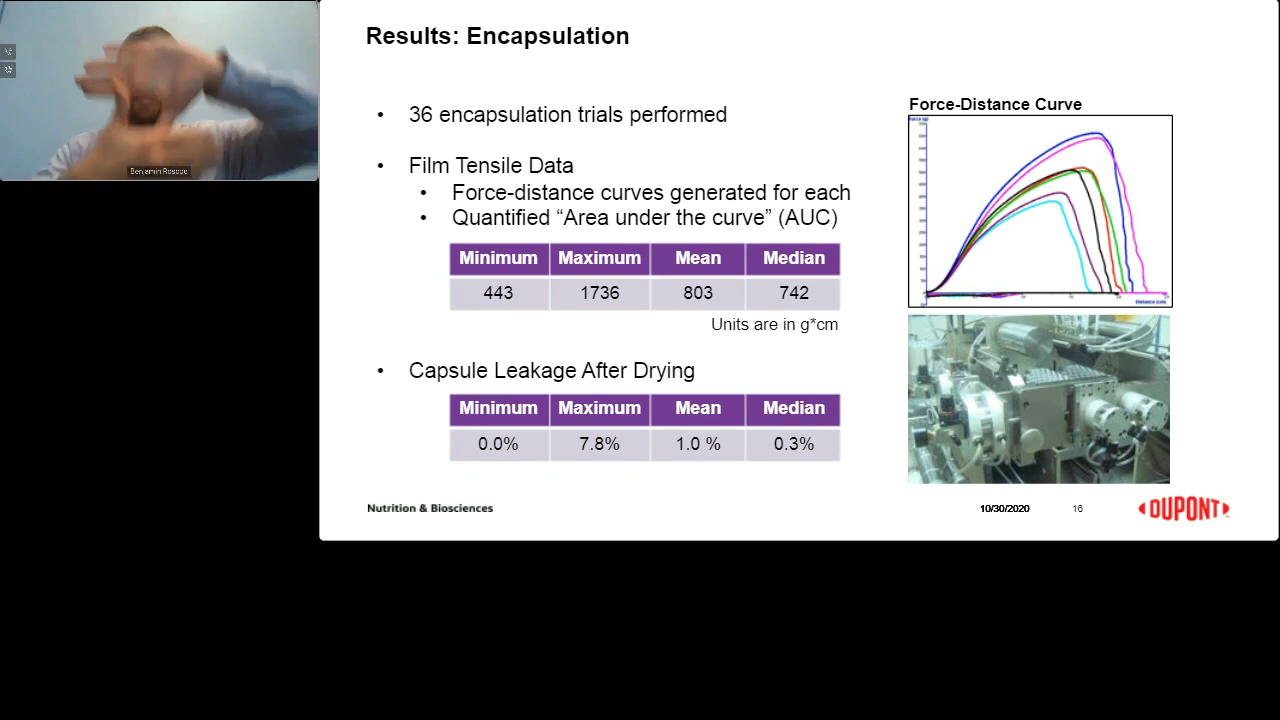 Results: Encapsulation
• 36 encapsulation trials performed
• Film Tensile Data
• Force-distance curves generated for each
• Quantified “Area under the curve” (AUC)
Minimum Maximum Mean Median
443 1736 803 742
Units are in g*cm
• Capsule Leakage After Drying
Minimum Maximum Mean Median
0.0% 7.8% 1.0 % 0.3%
Force-Distance Curve
Distance (cm)
Nutrition & Biosciences
10/30/2020
16
DUPONT
Benjamin Roscoe